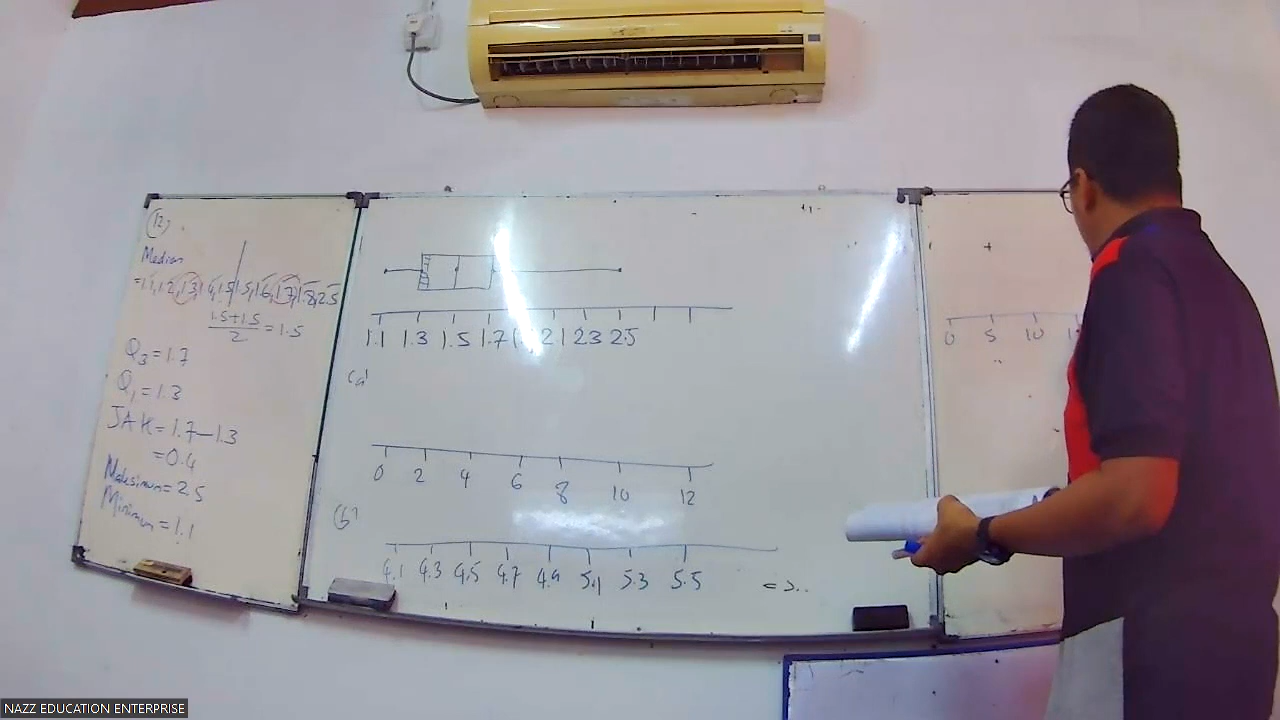 12
Median
=1.1,1.2,1.3,1.4,1.5,1.5,1.6,1.7,1.8,2.5
1.5+1.5
2
=1.5
Q3=1.7
Q1=1.3
JAK=1.7-1.3
=0.4
Maksimum=2.5
Minimum=1.1
1.1 1.3 1.5 1.7 21 23 2.5
(a)
0 2 4 6 8 10 12
(b)
4.1 4.3 4.5 4.7 4.9 5.1 5.3 5.5
0 5 10
NAZZ EDUCATION ENTERPRISE